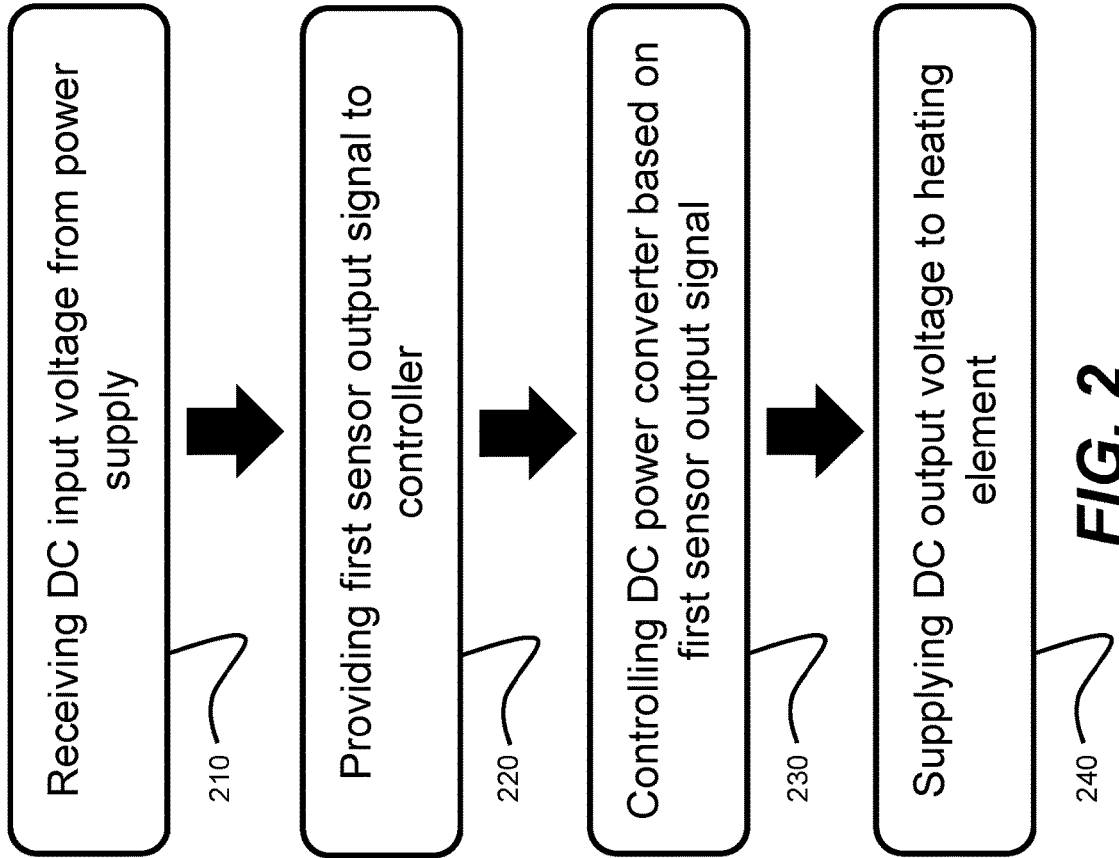 Receiving DC input voltage from power
supply
210
Providing first sensor output signal to
controller
220
Controlling DC power converter based on
first sensor output signal
230
Supplying DC output voltage to heating
element
240
FIG. 2